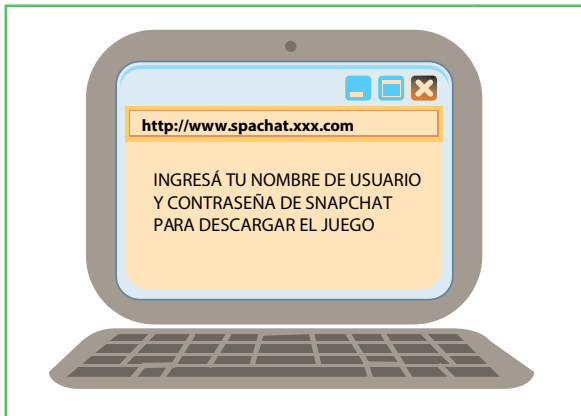 http://www.spachat.xxx.com
INGRESÁ TU NOMBRE DE USUARIO
Y CONTRASEÑA DE SNAPCHAT
PARA DESCARGAR EL JUEGO